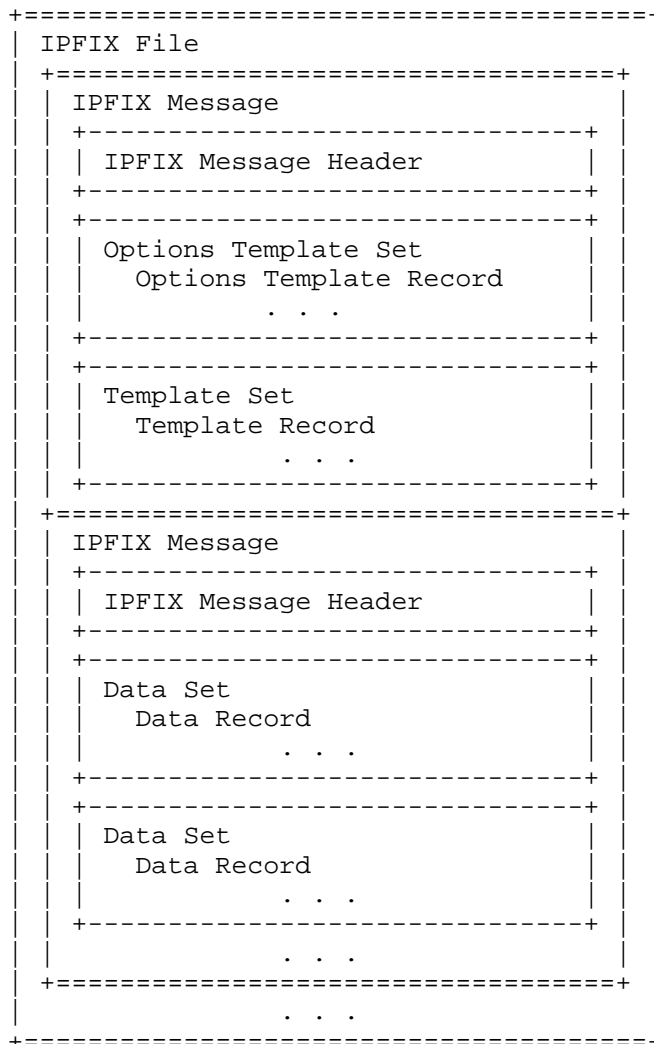 IPFIX File
IPFIX Message
IPFIX Message Header
Options Template Set
Options Template Record
. . .
Template Set
Template Record
. . .
IPFIX Message
IPFIX Message Header
Data Set
Data Record
. . .
Data Set
Data Record
. . .
. . .
. . .